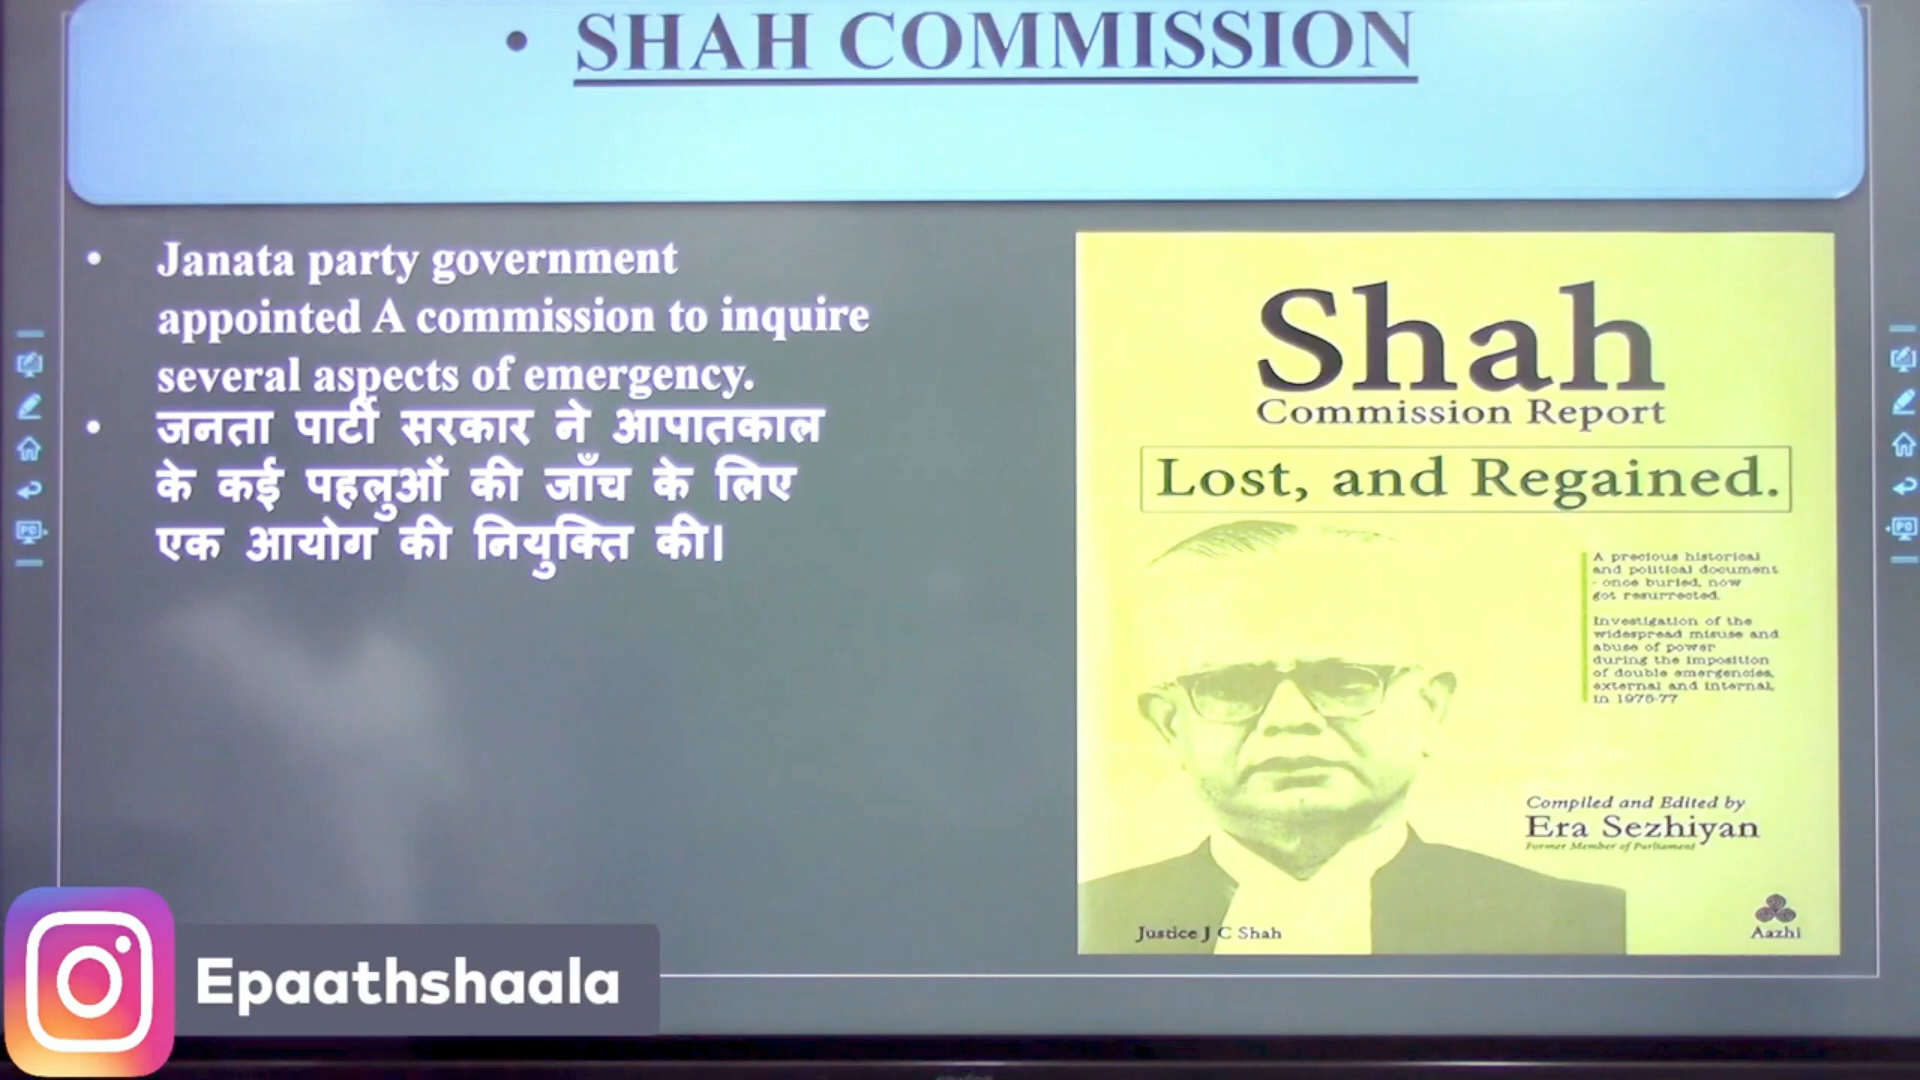 • SHAH COMMISSION
• Janata party government
appointed A commission to inquire
several aspects of emergency.
• जनता पार्टी सरकार ने आपातकाल
के कई पहलुओं की जाँच के लिए
एक आयोग की नियुक्ति की।
Shah
Commission Report
Lost, and Regained.
A precious historical
and political document
- once buried, now
got resurrected.
Investigation of the
widespread misuse and
abuse of power
during the imposition
of double emergencies,
external and internal,
in 1975-77
Compiled and Edited by
Era Sezhiyan
Former Member of Parliament
Justice J C Shah
Aazhi
PC
PC
Epaathshaala